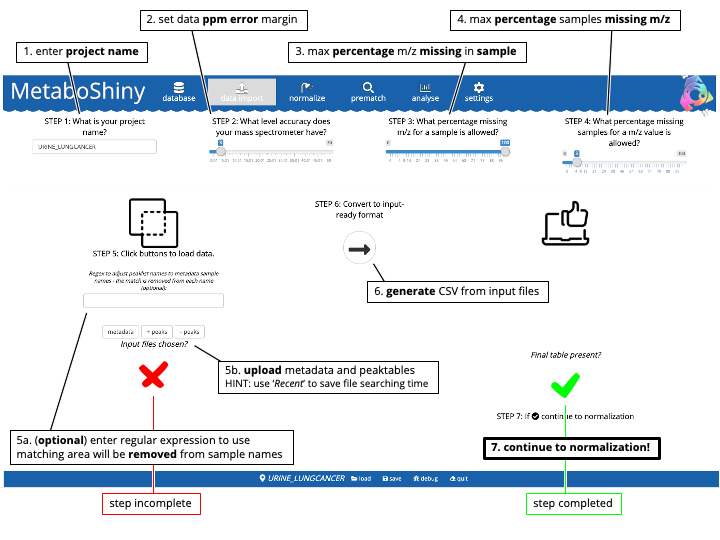 2. set data ppm error margin
4. max percentage samples missing m/z
1. enter project name
3. max percentage m/z missing in sample
MetaboShiny
database
data import
normalize
prematch
analyse
settings
STEP 1: What is your project
name?
URINE_LUNGCANCER
STEP 2: What level accuracy does
your mass spectrometer have?
STEP 3: What percentage missing
m/z for a sample is allowed?
STEP 4: What percentage missing
samples for a m/z value is
allowed?
STEP 5: Click buttons to load data.
Regex to adjust peaklist names to metadata sample
names - the match is removed from each name
(optional):
metadata
+ peaks
- peaks
Input files chosen?
STEP 6: Convert to input-
ready format
6. generate CSV from input files
5b. upload metadata and peaktables
HINT: use 'Recent' to save file searching time
Final table present?
STEP 7: If continue to normalization
5a. (optional) enter regular expression to use
matching area will be removed from sample names
7. continue to normalization!
URINE_LUNGCANCER
load
save
debug
quit
step incomplete
step completed